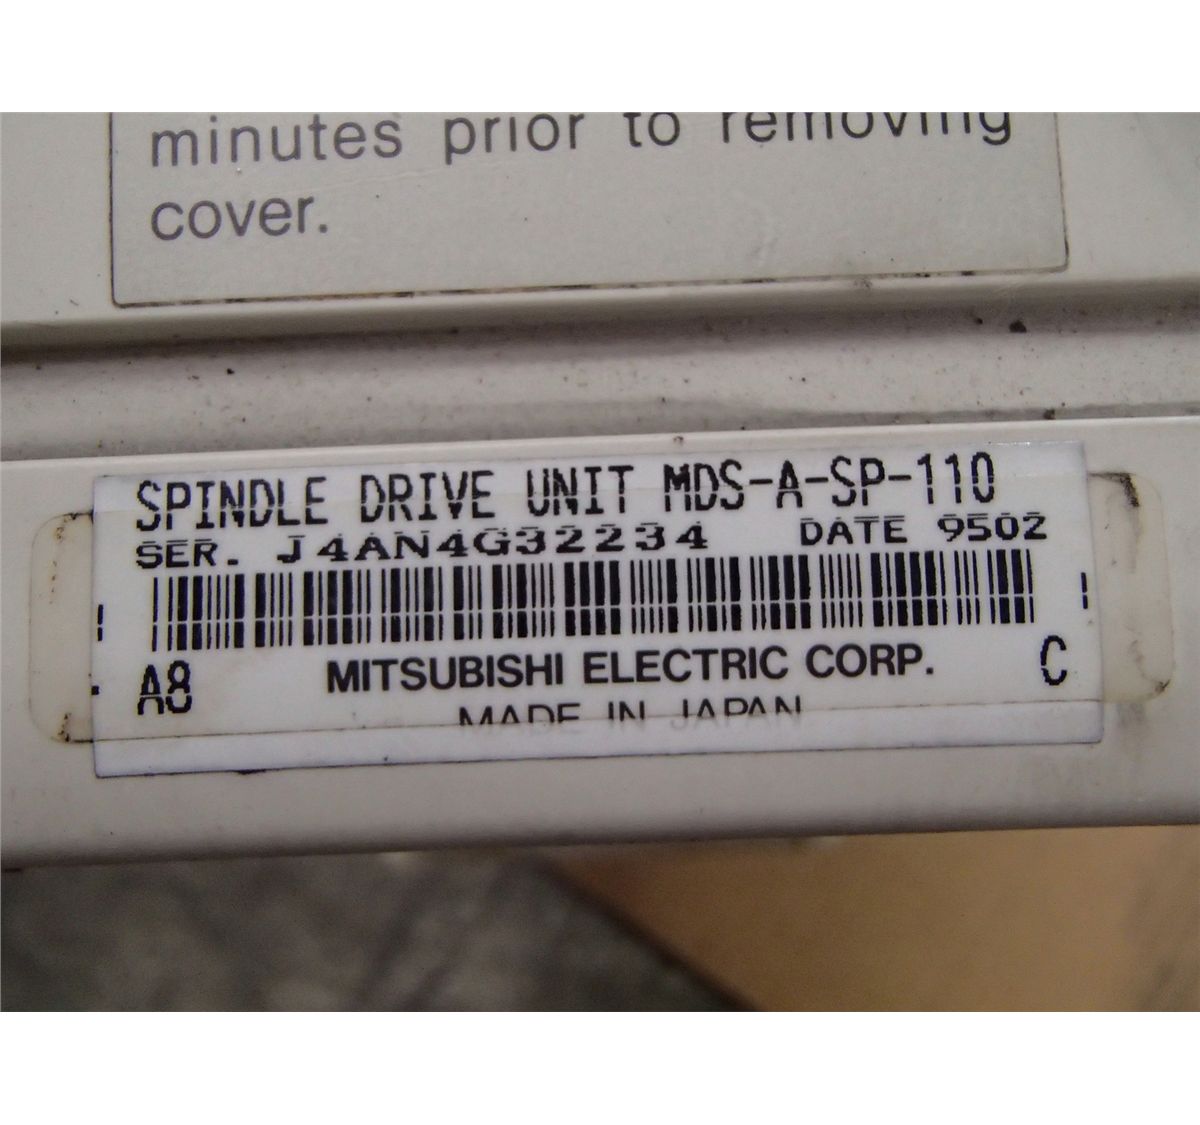 minutes prior to removing
cover.
SPINDLE DRIVE UNIT MDS-A-SP-110
SER. J4AN4G32234 DATE 9502
A8 MITSUBISHI ELECTRIC CORP. C
MADE IN JAPAN